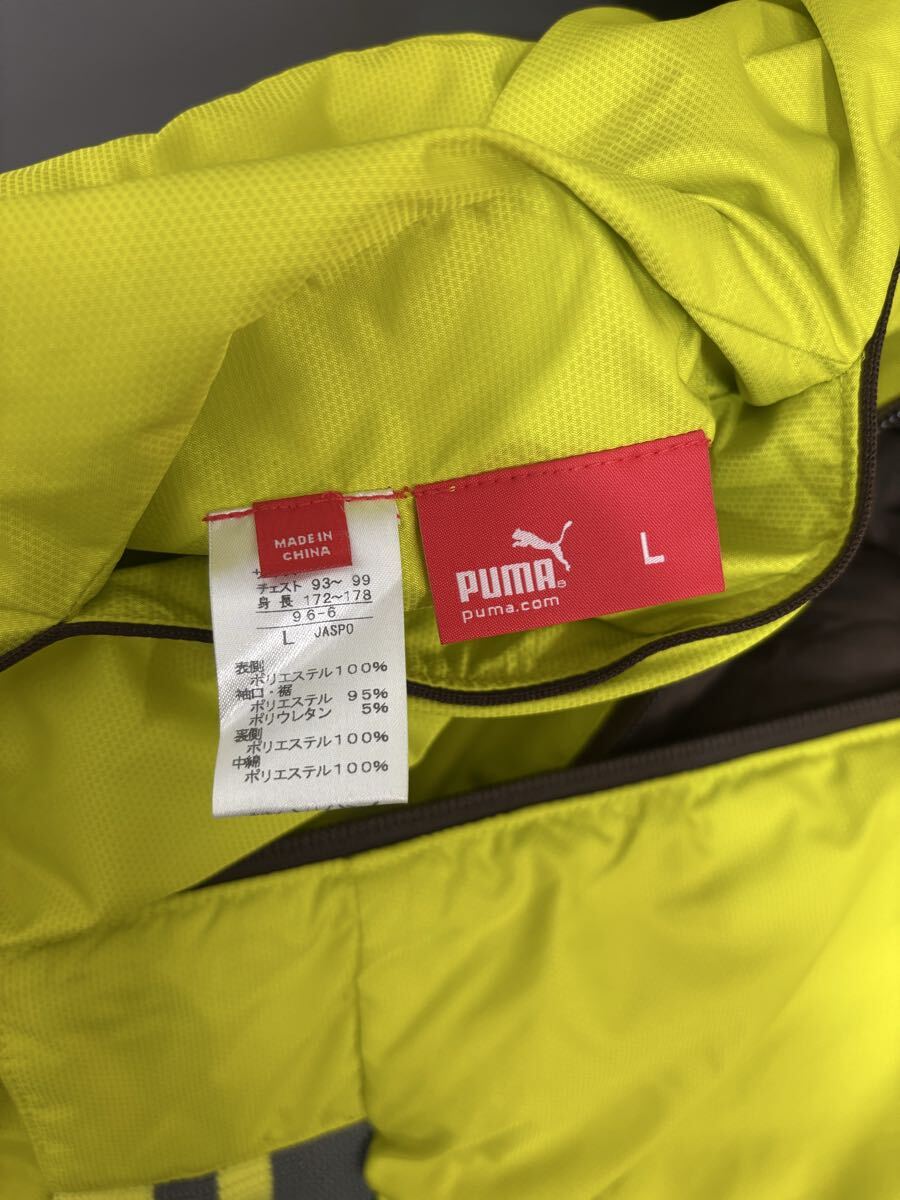 MADE IN
CHINA
チェスト 93～ 99
身 長 172～178
96-6
L JASPO
表側
ポリエステル100%
袖口・裾
ポリエステル 95%
ポリウレタン 5%
裏側
ポリエステル100%
中綿
ポリエステル100%
PUMA®
puma.com
L